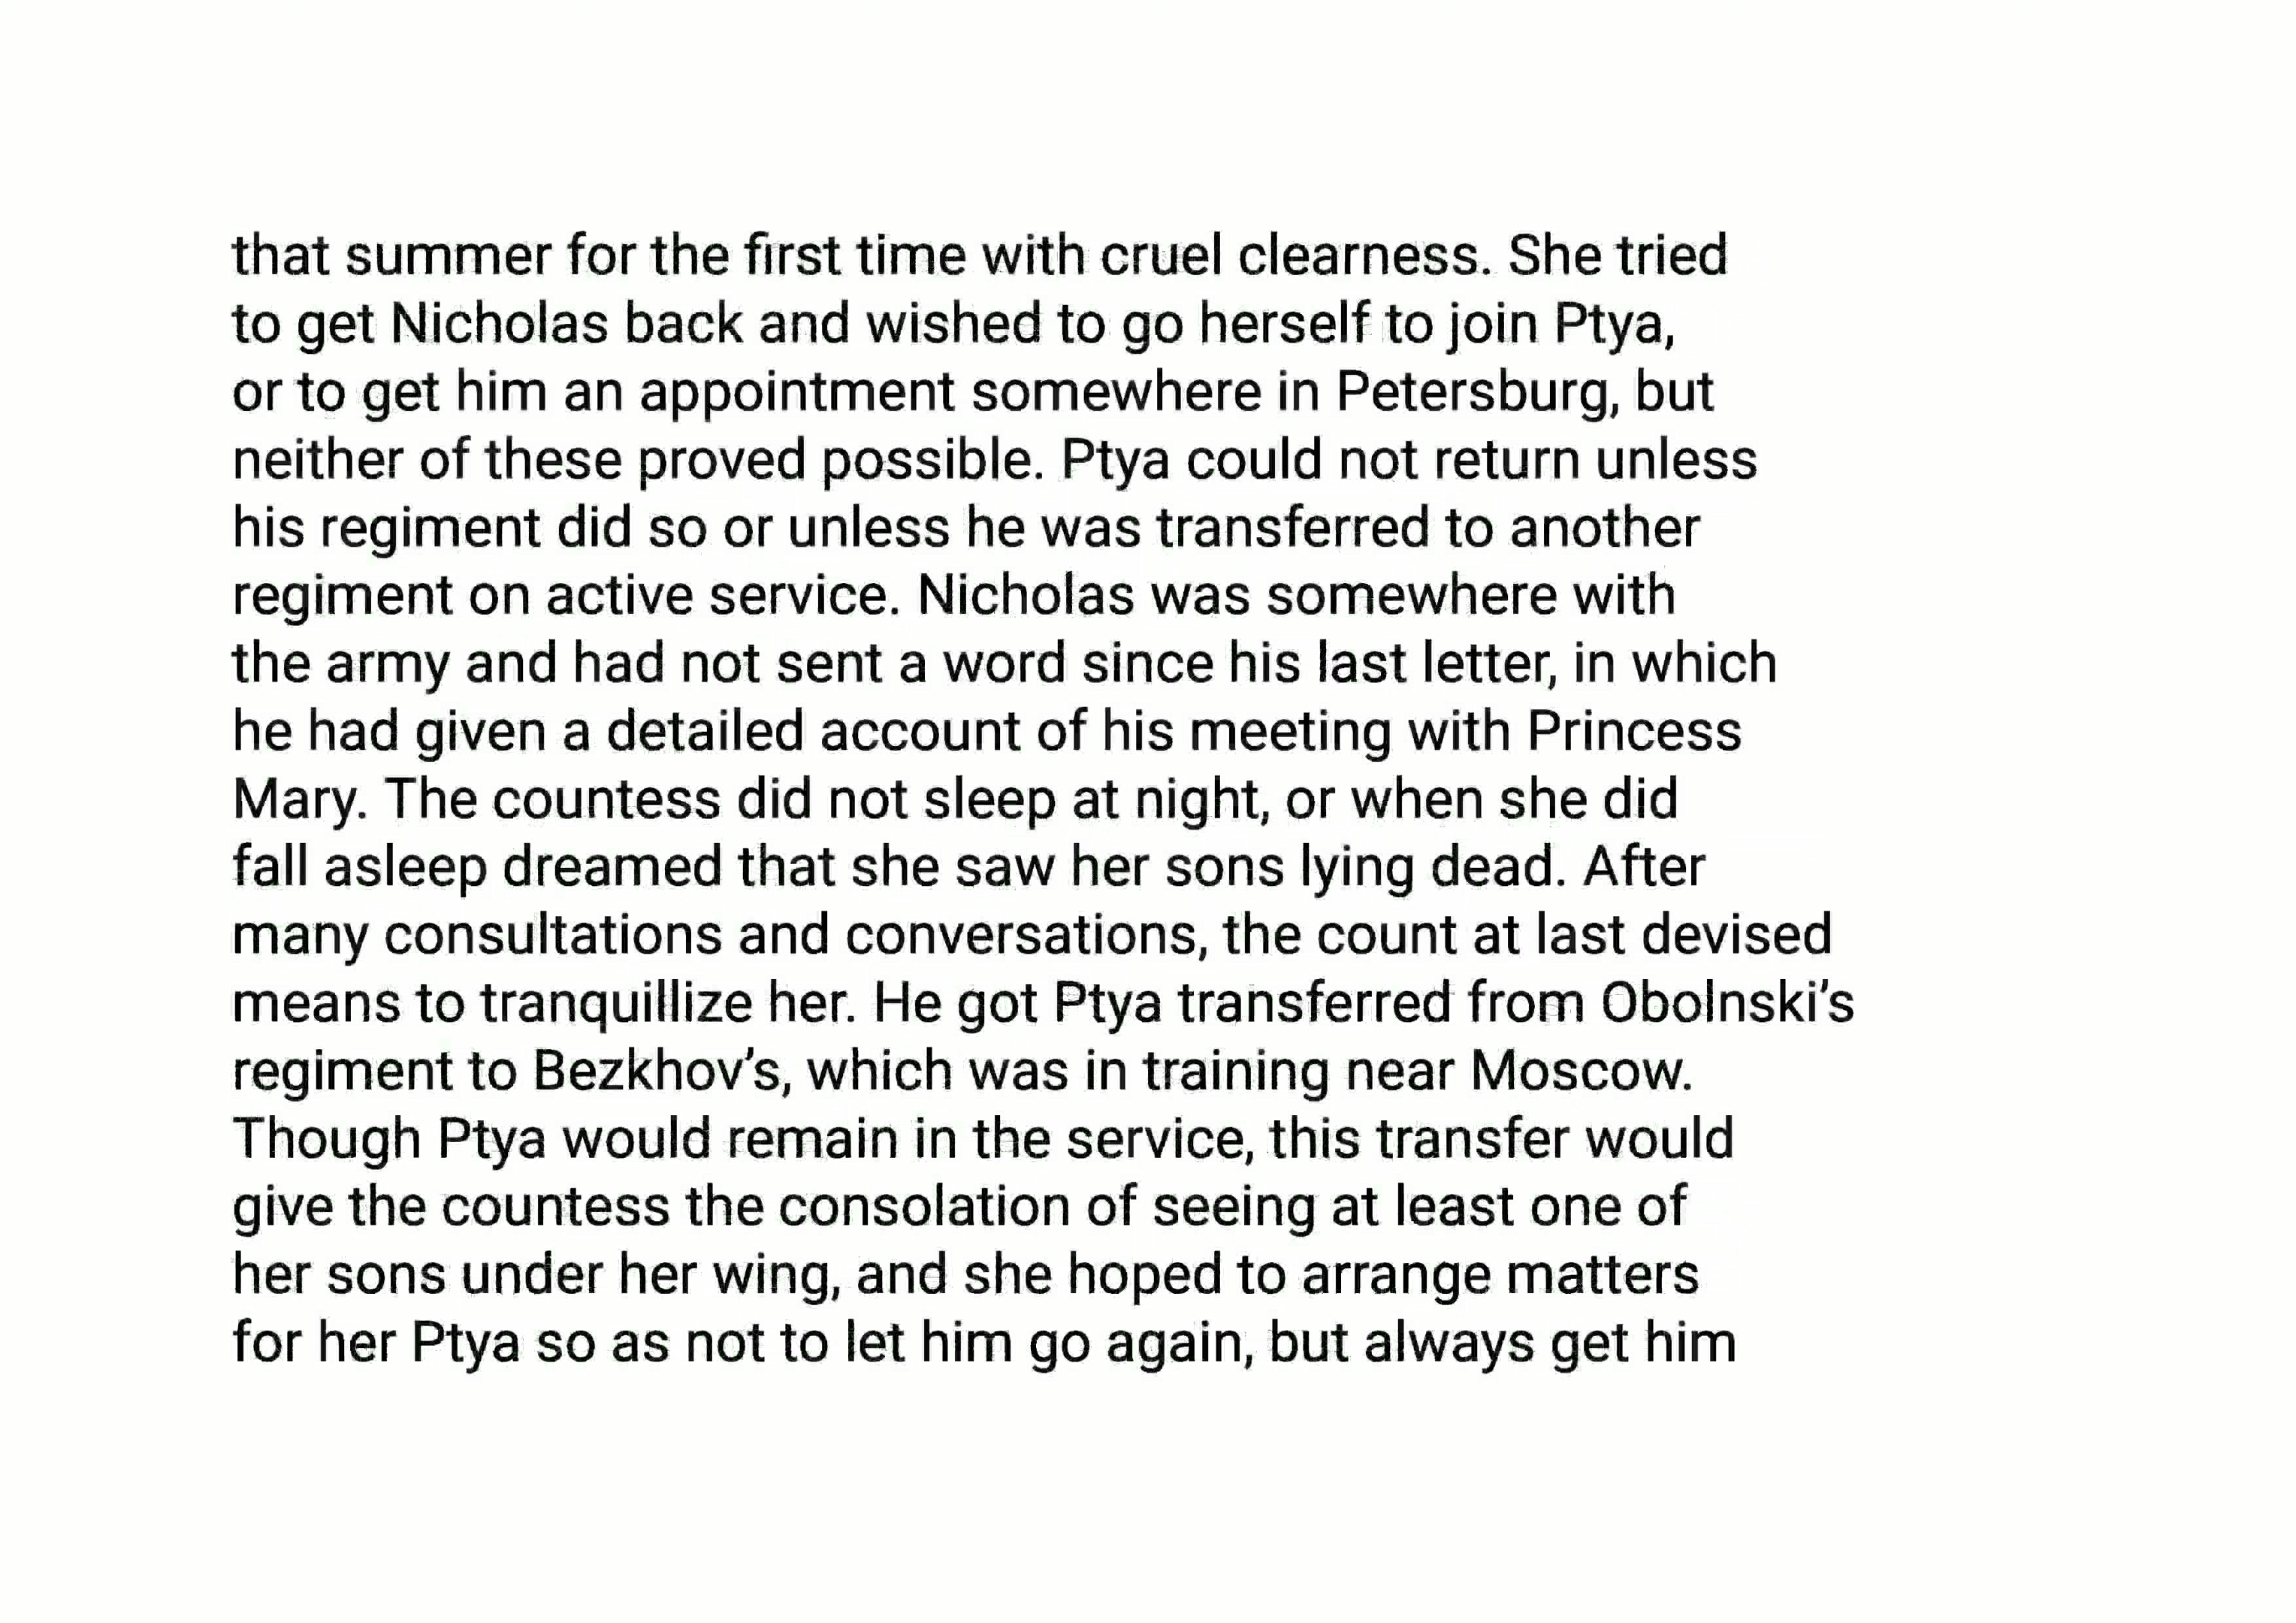 that summer for the first time with cruel clearness. She tried
to get Nicholas back and wished to go herself to join Ptya,
or to get him an appointment somewhere in Petersburg, but
neither of these proved possible. Ptya could not return unless
his regiment did so or unless he was transferred to another
regiment on active service. Nicholas was somewhere with
the army and had not sent a word since his last letter, in which
he had given a detailed account of his meeting with Princess
Mary. The countess did not sleep at night, or when she did
fall asleep dreamed that she saw her sons lying dead. After
many consultations and conversations, the count at last devised
means to tranquillize her. He got Ptya transferred from Obolnski’s
regiment to Bezkhov’s, which was in training near Moscow.
Though Ptya would remain in the service, this transfer would
give the countess the consolation of seeing at least one of
her sons under her wing, and she hoped to arrange matters
for her Ptya so as not to let him go again, but always get him